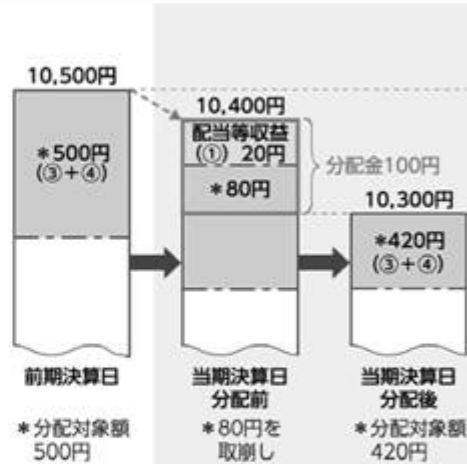 10,500円
＊500円
(③＋④)
前期決算日
＊分配対象額
500円
10,400円
配当等収益
(①) 20円
＊80円
分配金100円
当期決算日
分配前
＊80円を
取崩し
10,300円
＊420円
(③＋④)
当期決算日
分配後
＊分配対象額
420円